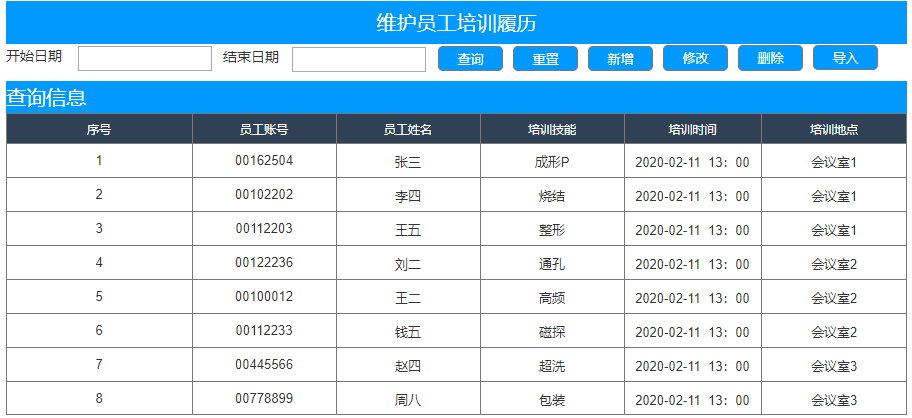 维护员工培训履历
开始日期 结束日期 查询 重置 新增 修改 删除 导入
查询信息
序号 员工账号 员工姓名 培训技能 培训时间 培训地点
1 00162504 张三 成形P 2020-02-11 13：00 会议室1
2 00102202 李四 烧结 2020-02-11 13：00 会议室1
3 00112203 王五 整形 2020-02-11 13：00 会议室1
4 00122236 刘二 通孔 2020-02-11 13：00 会议室2
5 00100012 王二 高频 2020-02-11 13：00 会议室2
6 00112233 钱五 磁探 2020-02-11 13：00 会议室2
7 00445566 赵四 超洗 2020-02-11 13：00 会议室3
8 00778899 周八 包装 2020-02-11 13：00 会议室3